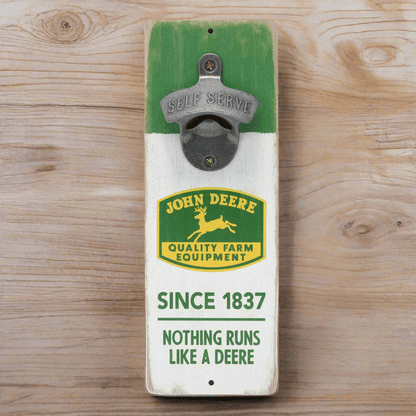 SELF SERVE
JOHN DEERE
QUALITY FARM
EQUIPMENT
SINCE 1837
NOTHING RUNS
LIKE A DEERE